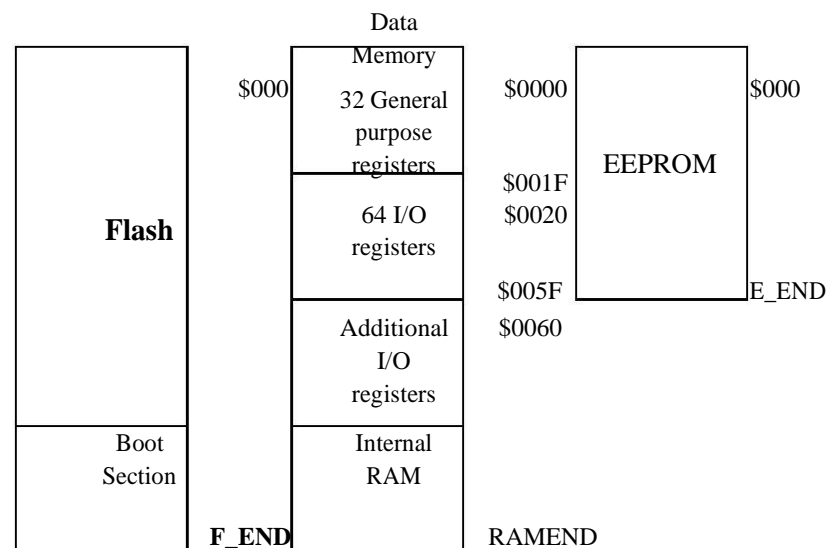 Data
Memory
$000
32 General
purpose
registers
$0000
$000
EEPROM
$001F
$0020
Flash
64 I/O
registers
$005F
E_END
Additional
I/O
registers
$0060
Boot
Section
Internal
RAM
F_END
RAMEND